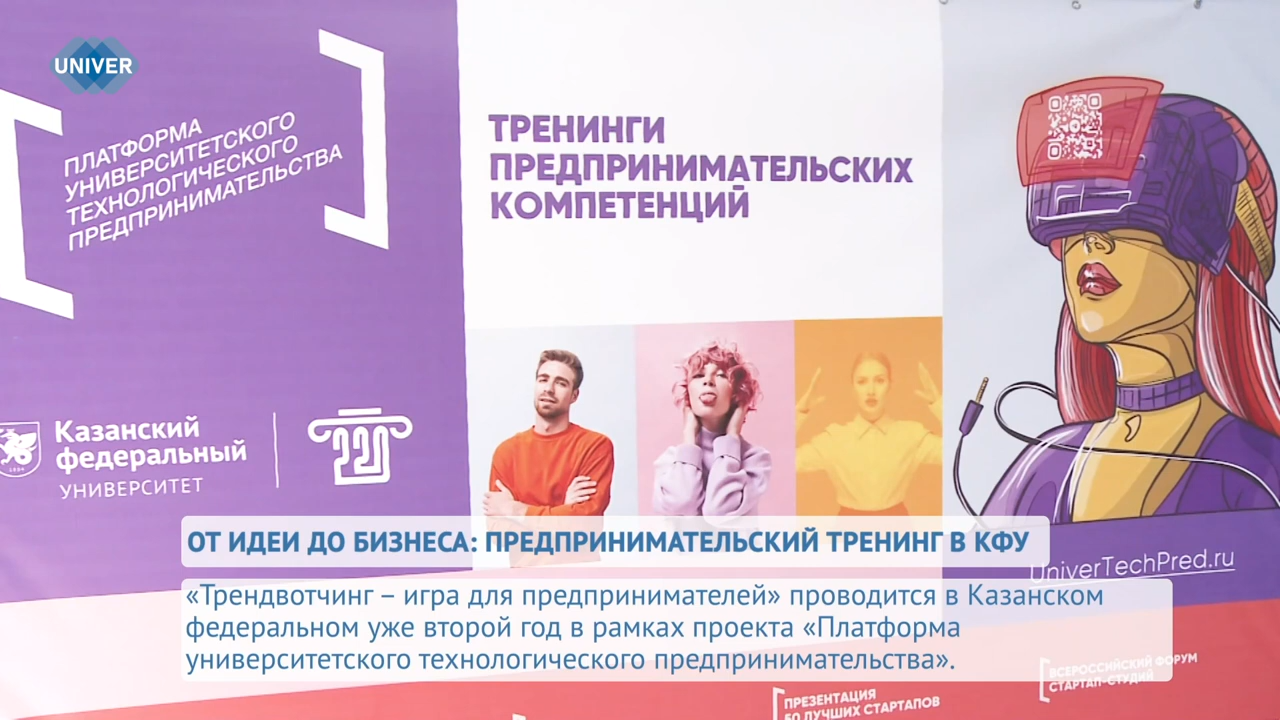 UNIVER
ПЛАТФОРМА
УНИВЕРСИТЕТСКОГО
ТЕХНОЛОГИЧЕСКОГО
ПРЕДПРИНИМАТЕЛЬСТВА
ТРЕНИНГИ
ПРЕДПРИНИМАТЕЛЬСКИХ
КОМПЕТЕНЦИЙ
Казанский
федеральный
УНИВЕРСИТЕТ
1804
220
ОТ ИДЕИ ДО БИЗНЕСА: ПРЕДПРИНИМАТЕЛЬСКИЙ ТРЕНИНГ В КФУ
UniverTechPred.ru
«Трендвотчинг – игра для предпринимателей» проводится в Казанском
федеральном уже второй год в рамках проекта «Платформа
университетского технологического предпринимательства».
ВСЕРОССИЙСКИЙ ФОРУМ
СТАРТАП-СТУДИЙ
ПРЕЗЕНТАЦИЯ
50 ЛУЧШИХ СТАРТАПОВ